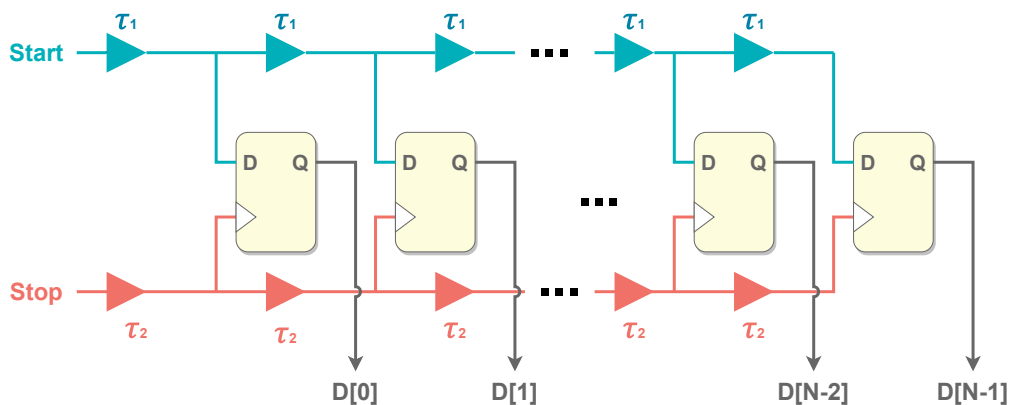 τ1 τ1 τ1 τ1 τ1
Start
D Q D Q D Q D Q
Stop
τ2 τ2 τ2 τ2 τ2
D[0] D[1] D[N-2] D[N-1]